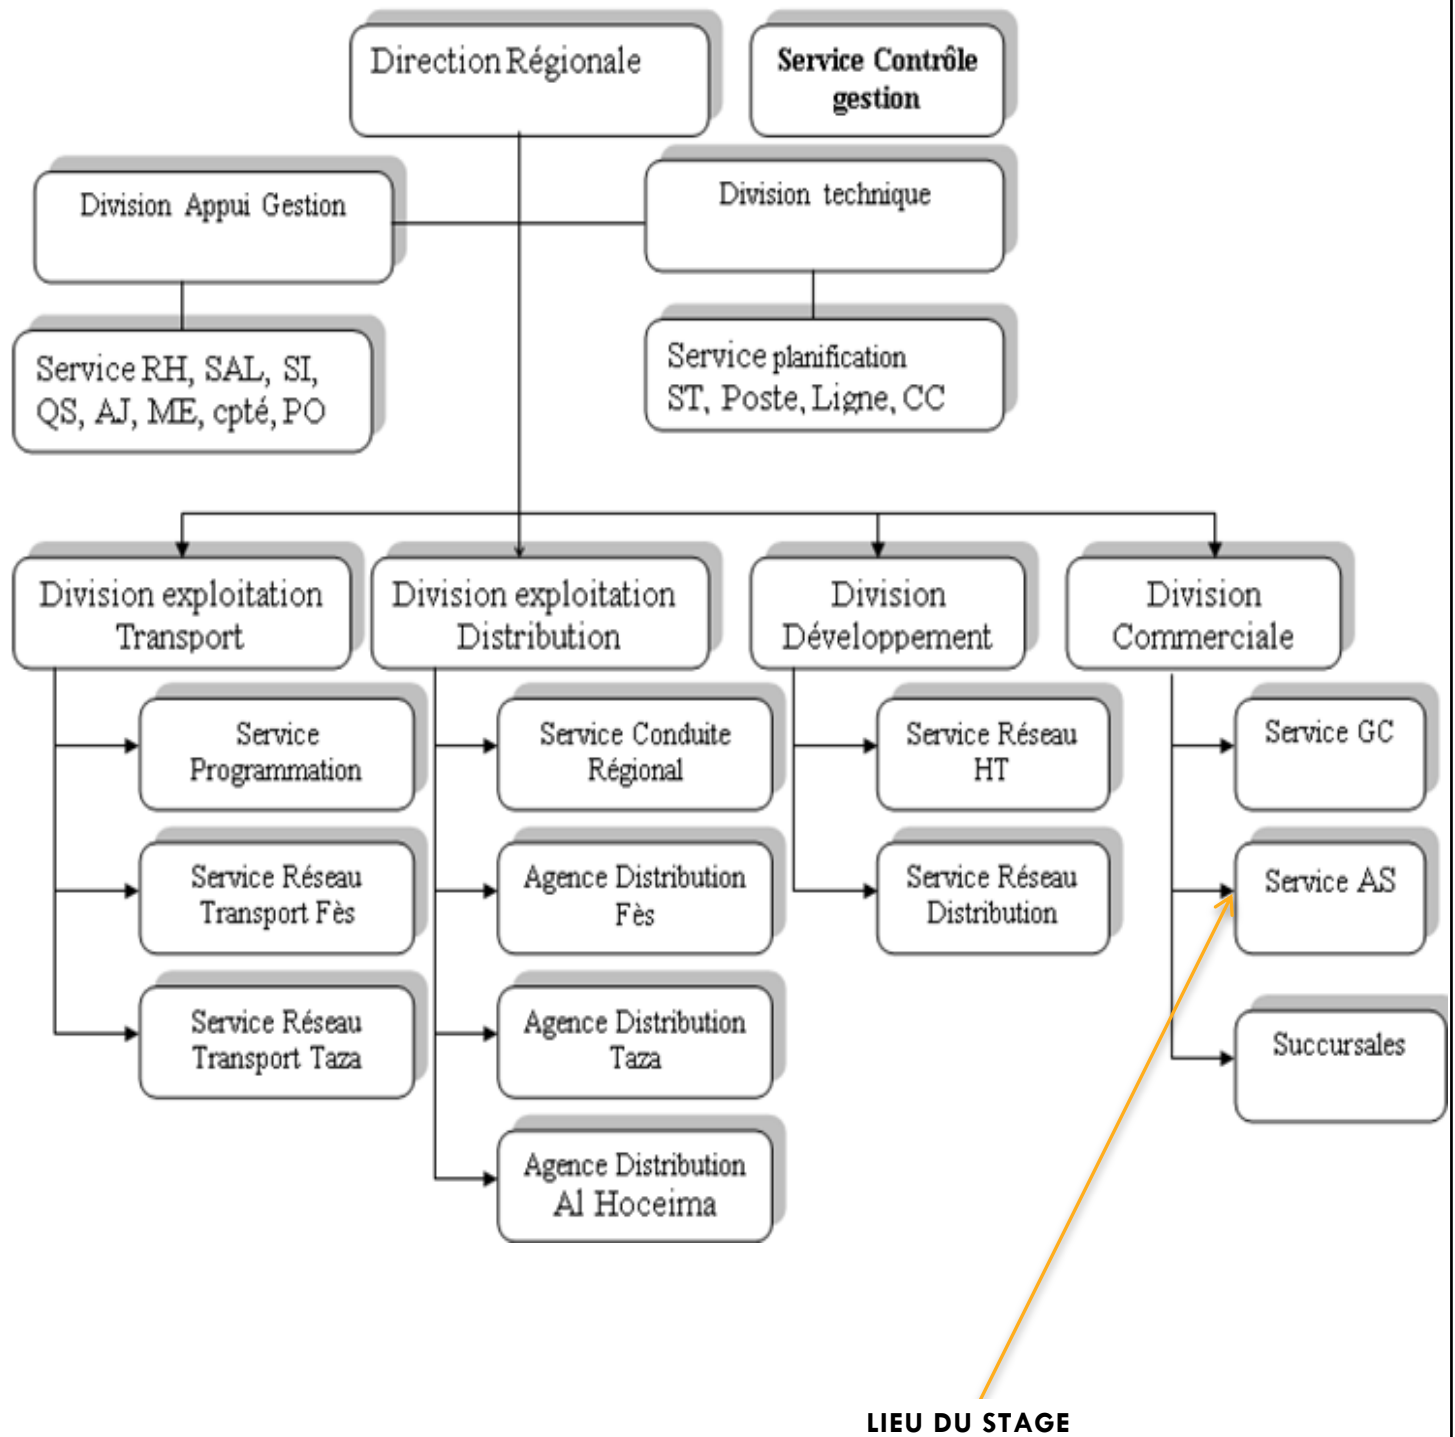 Direction Régionale
Service Contrôle
gestion
Division Appui Gestion
Division technique
Service RH, SAL, SI,
QS, AJ, ME, cpté, PO
Service planification
ST, Poste, Ligne, CC
Division exploitation
Transport
Division exploitation
Distribution
Division
Développement
Division
Commerciale
Service
Programmation
Service Réseau
Transport Fès
Service Réseau
Transport Taza
Service Conduite
Régional
Agence Distribution
Fès
Agence Distribution
Taza
Agence Distribution
Al Hoceima
Service Réseau
HT
Service Réseau
Distribution
Service GC
Service AS
Succursales
LIEU DU STAGE